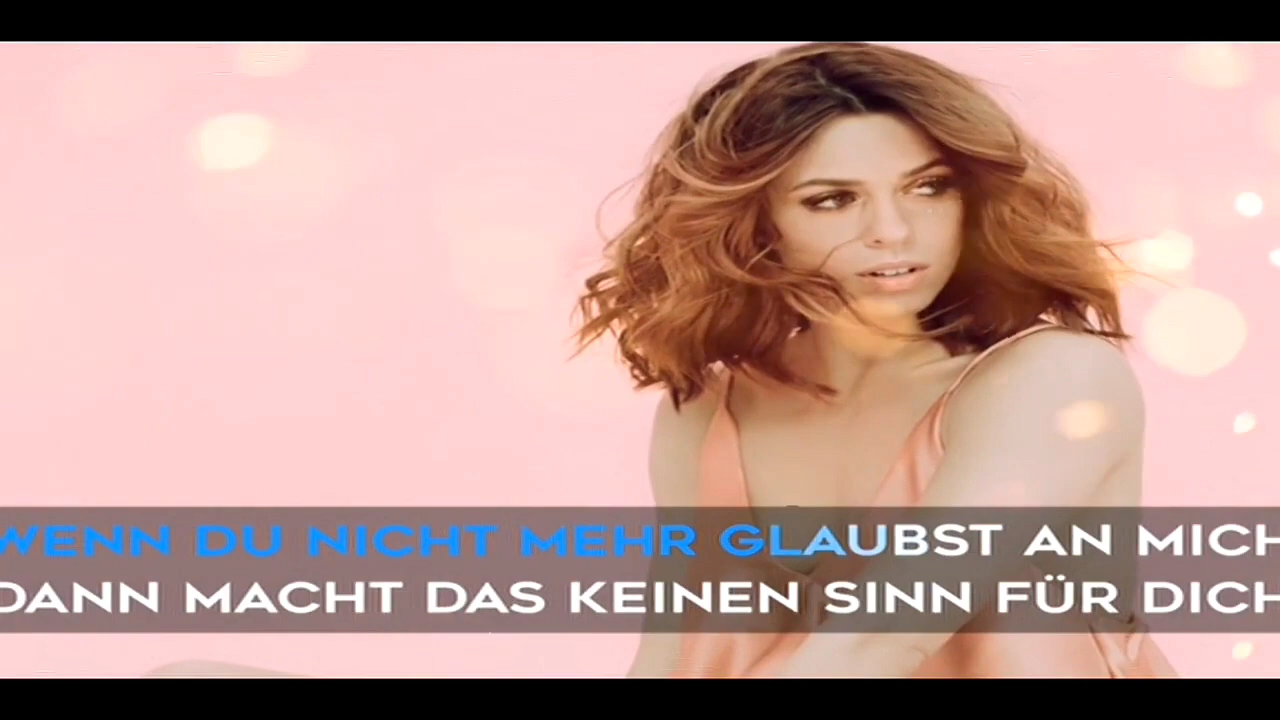 WENN DU NICHT MEHR GLAUBST AN MICH
DANN MACHT DAS KEINEN SINN FÜR DICH